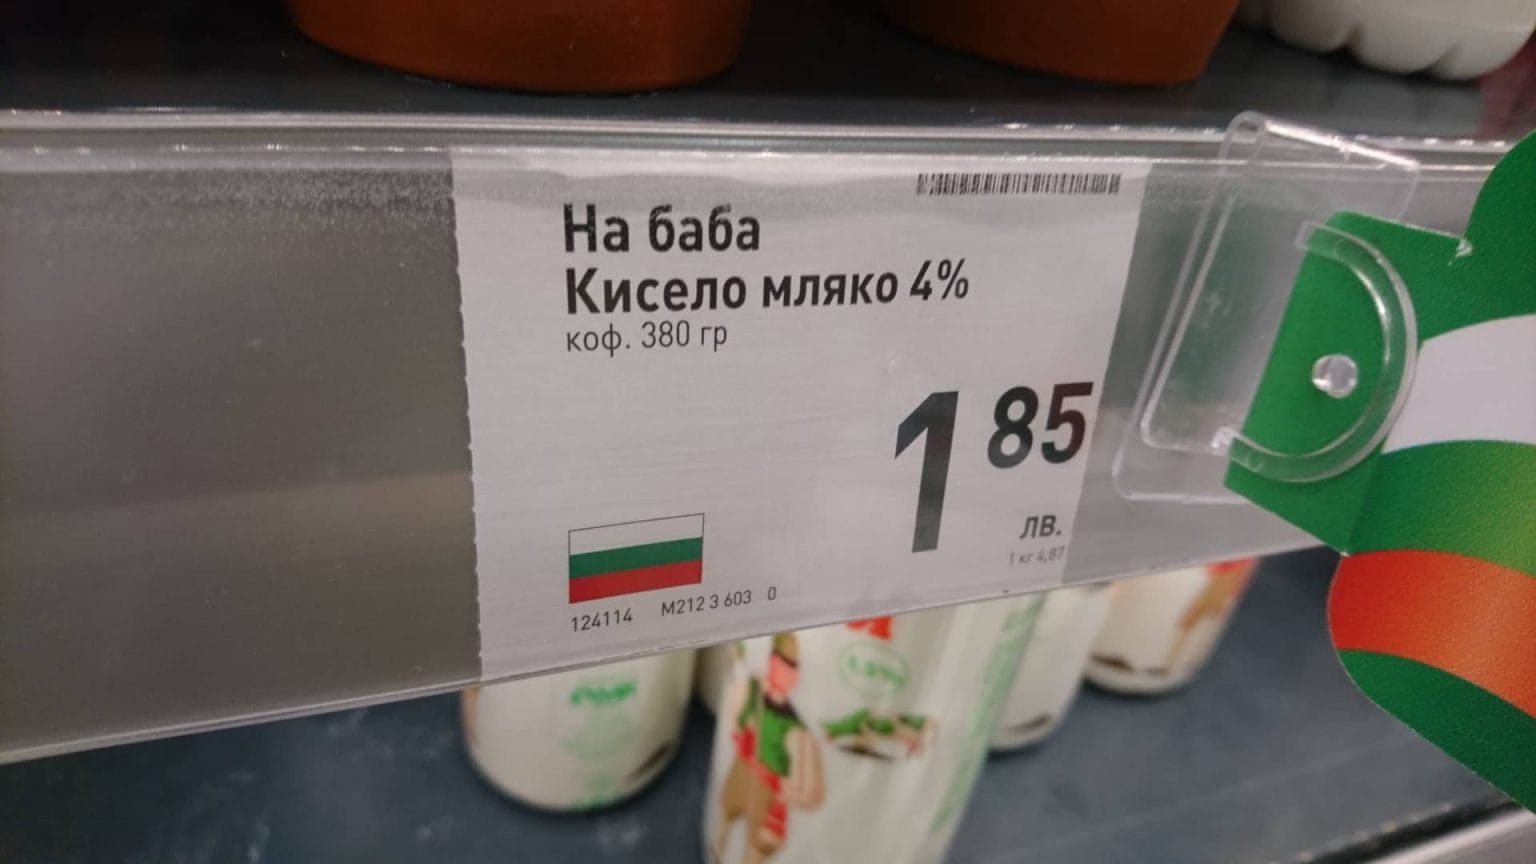 На баба
Кисело мляко 4%
коф. 380 гр
1 85
лв.
1 кг 4,87
124114 М212 3 603 0